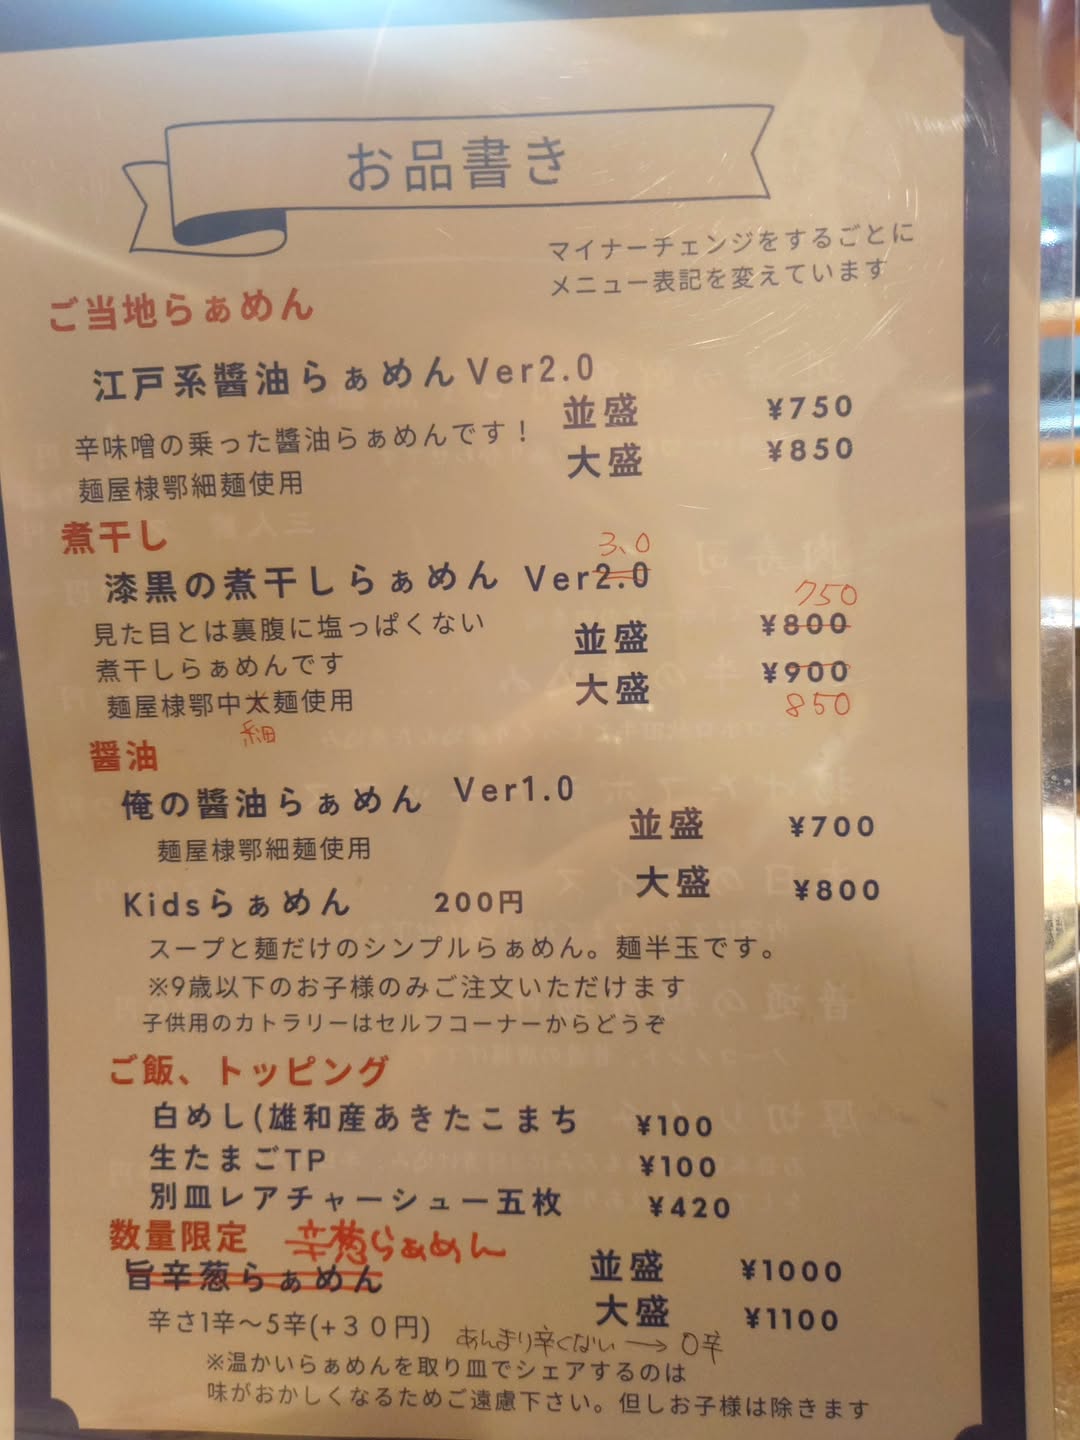 お品書き
マイナーチェンジをするごとに
メニュー表記を変えています
ご当地らぁめん
江戸系醬油らぁめんVer2.0
並盛 ¥750
辛味噌の乗った醬油らぁめんです！
大盛 ¥850
麺屋棣鄂細麺使用
煮干し
3.0
漆黒の煮干しらぁめん Ver2.0
750
見た目とは裏腹に塩っぱくない
並盛 ¥800
煮干しらぁめんです
大盛 ¥900
麺屋棣鄂中太麺使用
850
細
醤油
俺の醬油らぁめん Ver1.0
並盛 ¥700
麺屋棣鄂細麺使用
大盛 ¥800
Kidsらぁめん 200円
スープと麺だけのシンプルらぁめん。麺半玉です。
※9歳以下のお子様のみご注文いただけます
子供用のカトラリーはセルフコーナーからどうぞ
ご飯、トッピング
白めし(雄和産あきたこまち ¥100
生たまごTP ¥100
別皿レアチャーシュー五枚 ¥420
数量限定 辛葱らぁめん
旨辛葱らぁめん 並盛 ¥1000
大盛 ¥1100
辛さ1辛～5辛(+３０円)
あんまり辛くない → 0辛
※温かいらぁめんを取り皿でシェアするのは
味がおかしくなるためご遠慮下さい。但しお子様は除きます